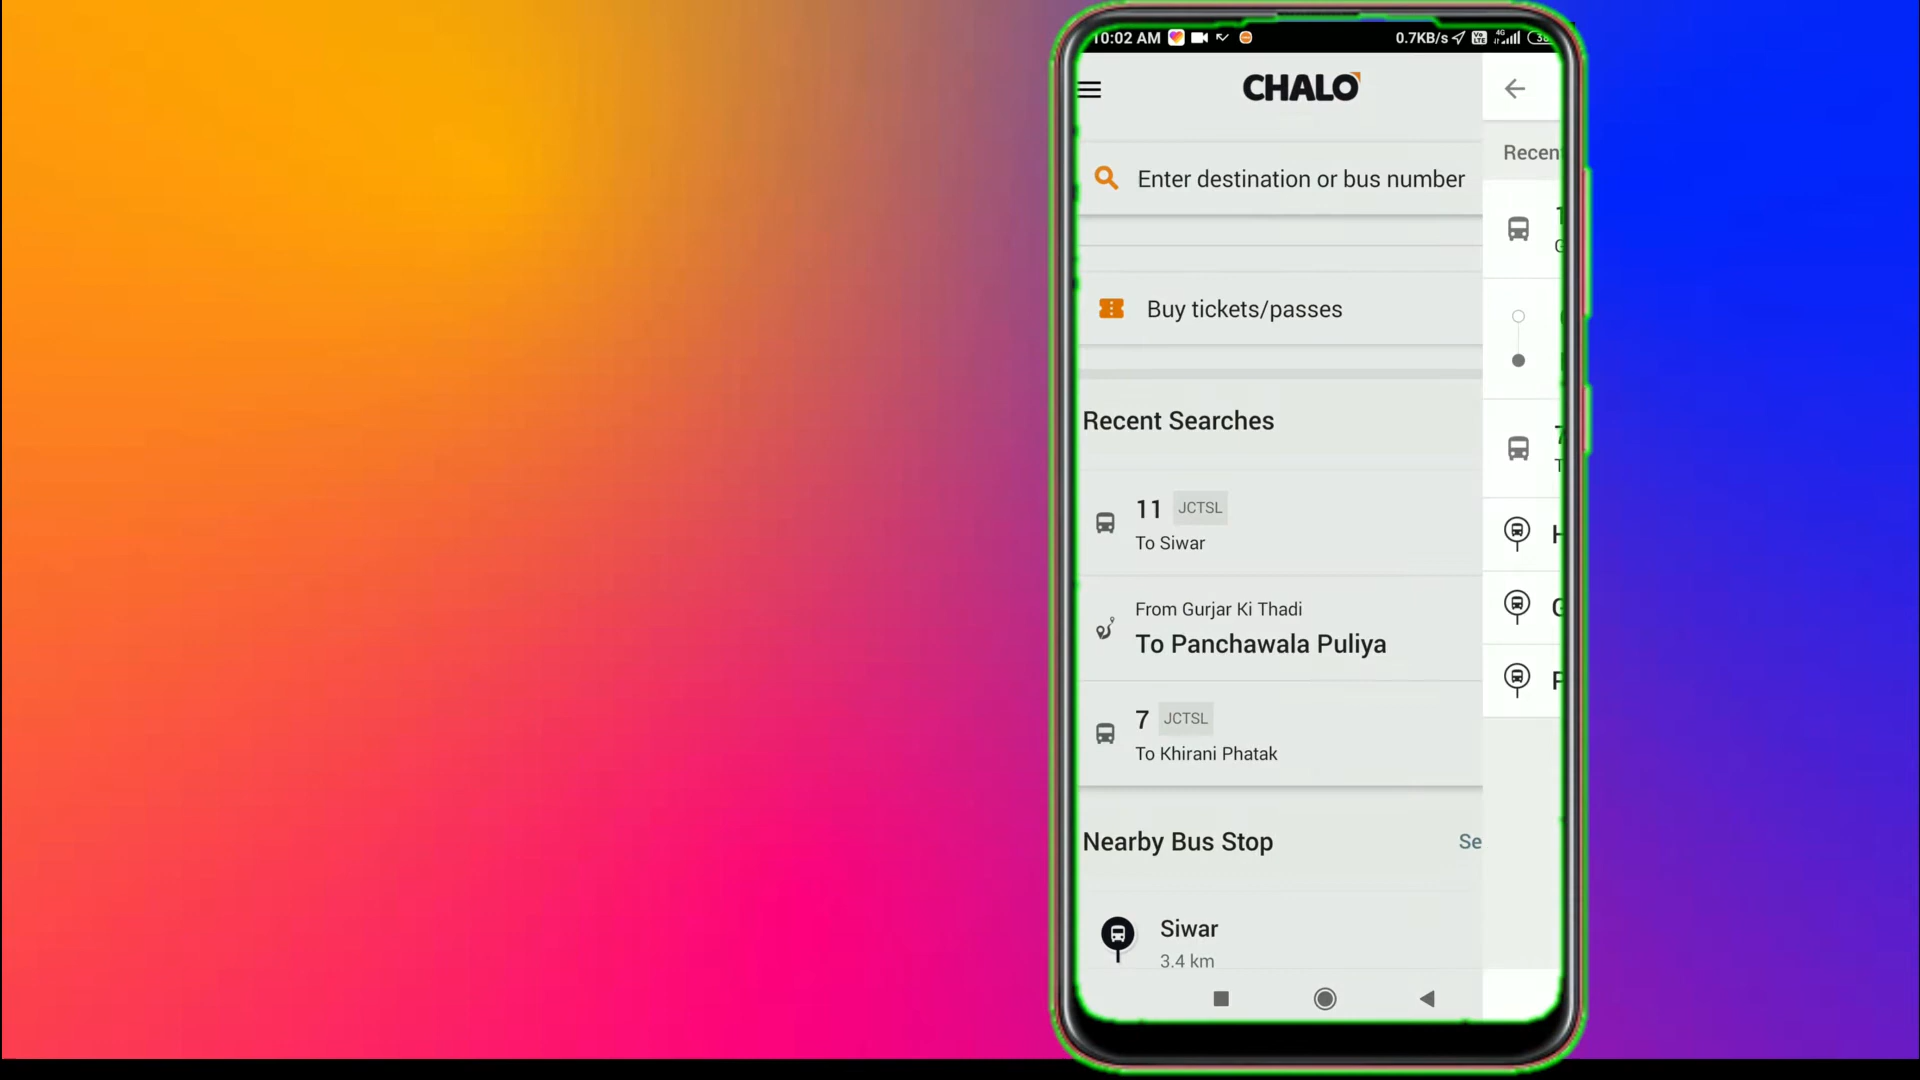 10:02 AM
0.7KB/s
4G
CHALO
Enter destination or bus number
Buy tickets/passes
Recent Searches
11 JCTSL
To Siwar
From Gurjar Ki Thadi
To Panchawala Puliya
7 JCTSL
To Khirani Phatak
Nearby Bus Stop
Se
Siwar
3.4 km
Recen